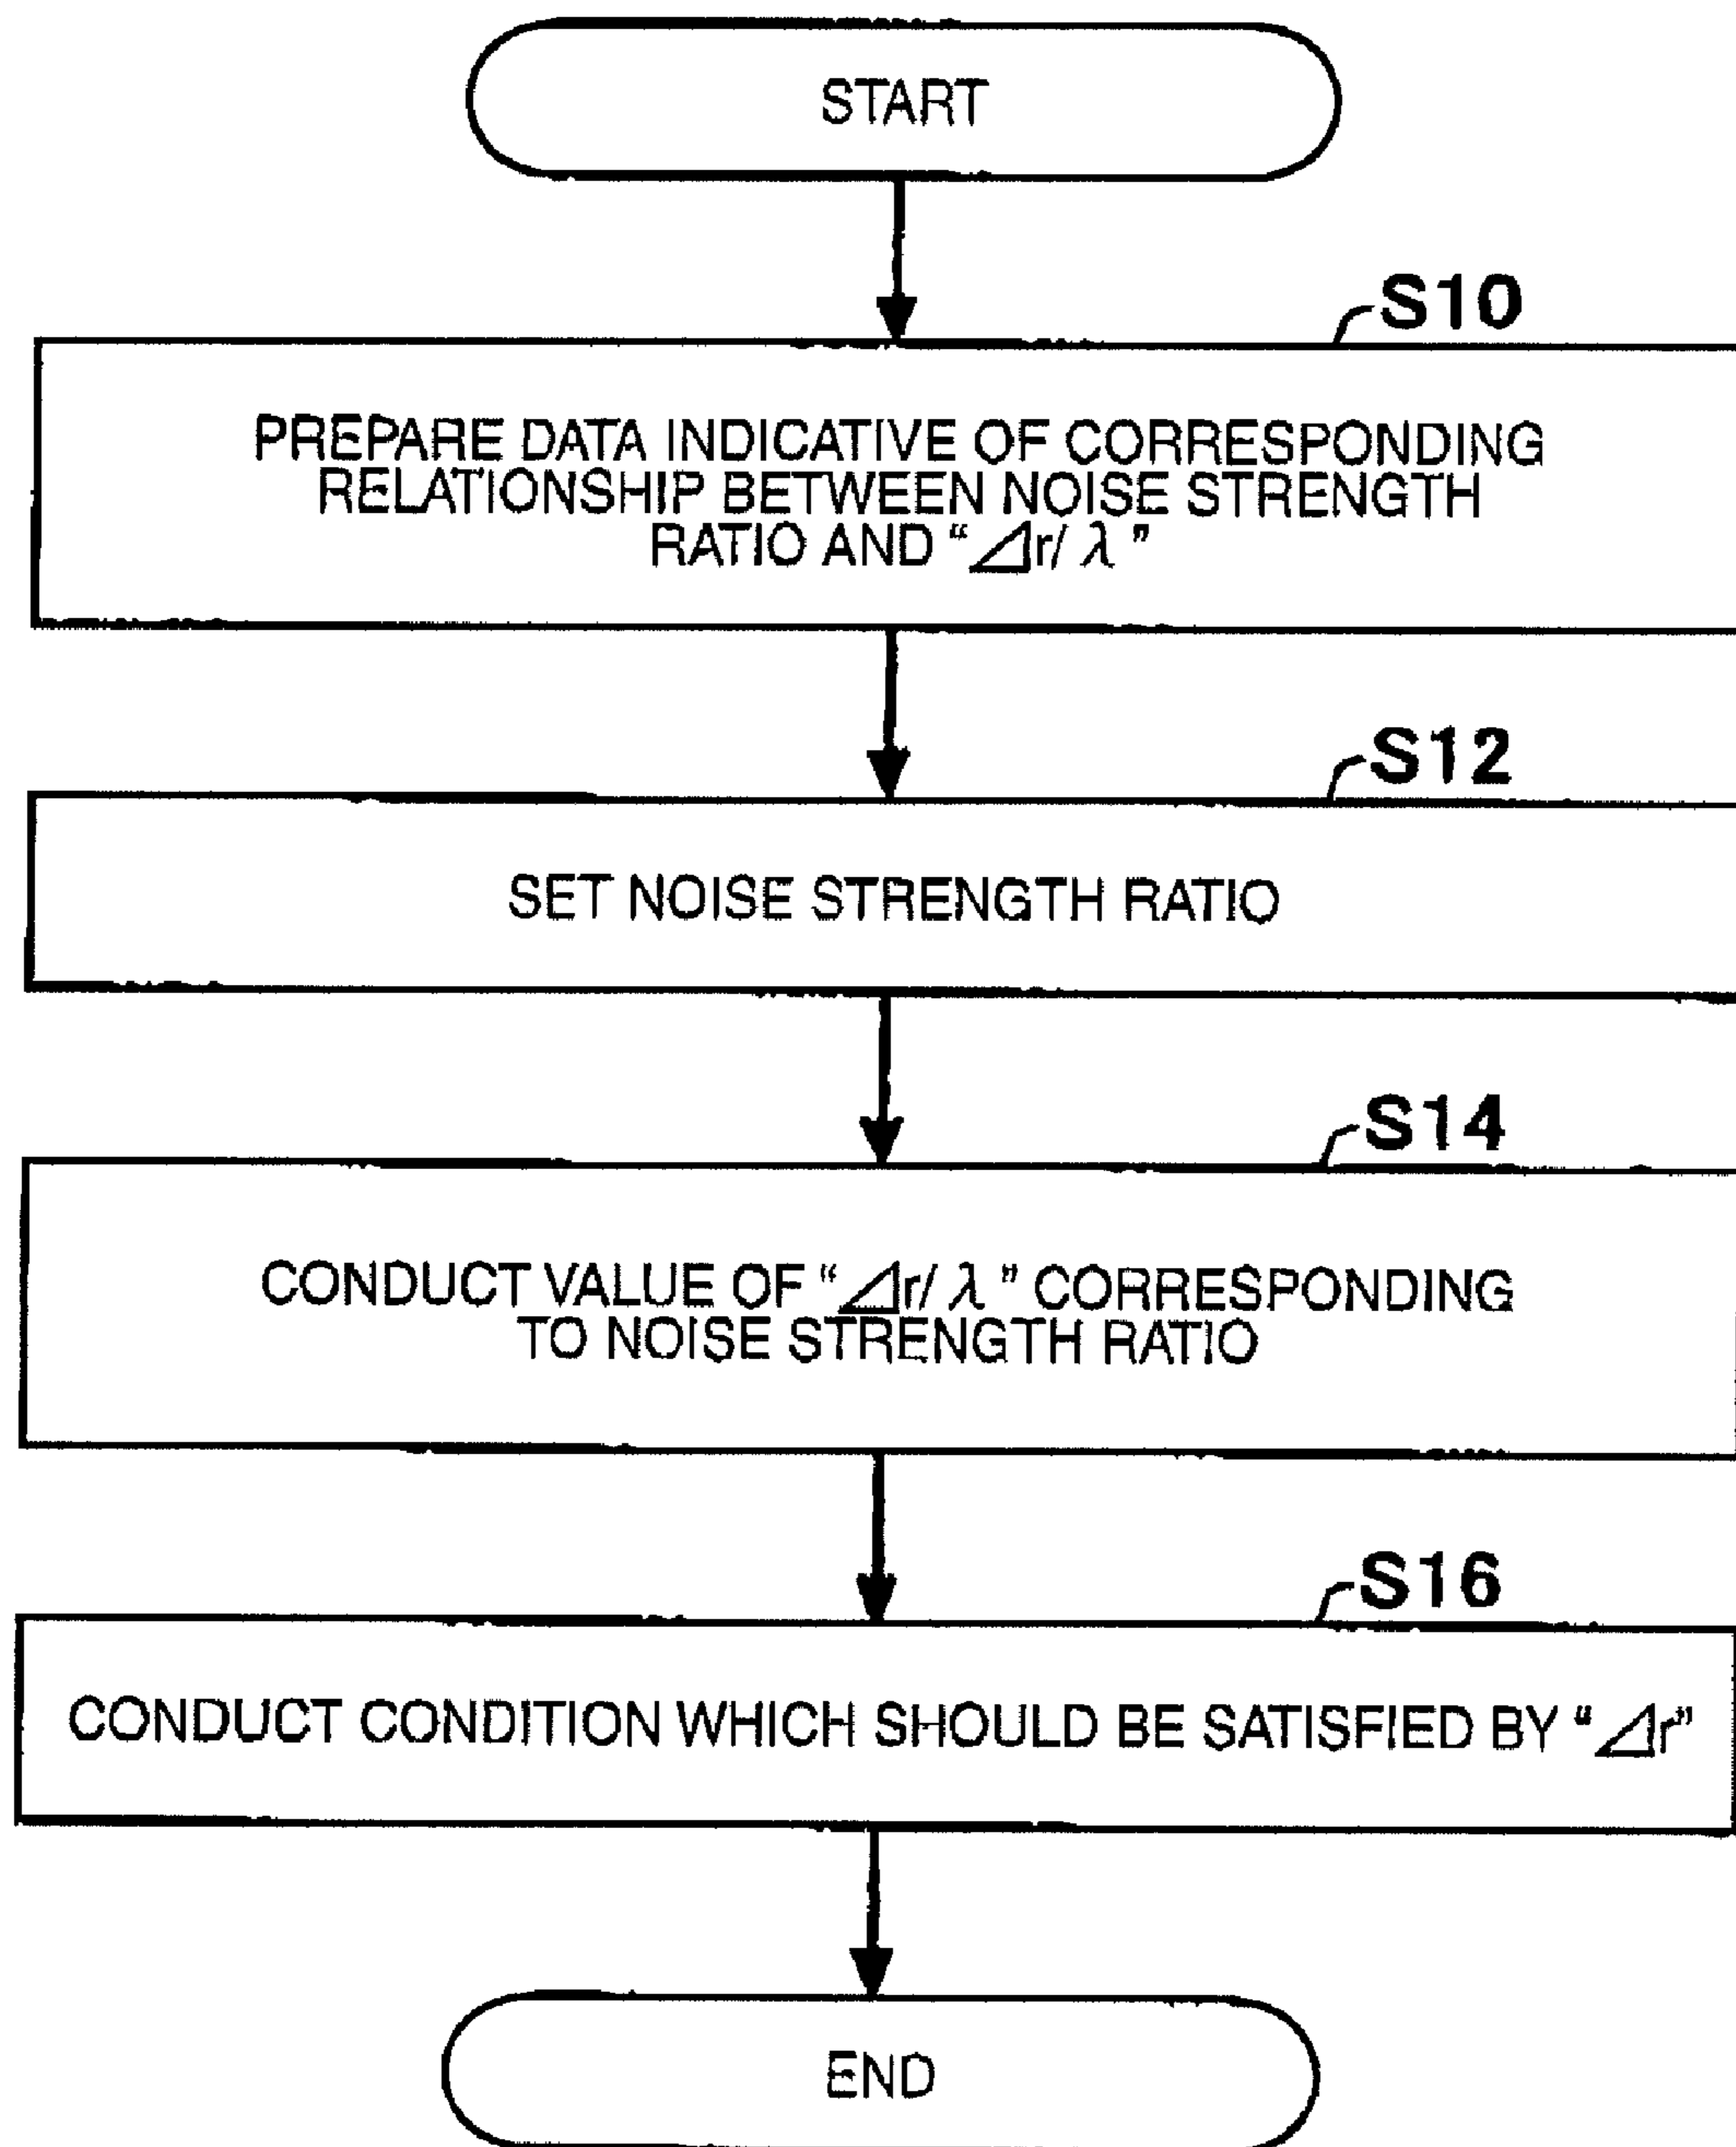 START
S10
PREPARE DATA INDICATIVE OF CORRESPONDING
RELATIONSHIP BETWEEN NOISE STRENGTH
RATIO AND “⊿r/ λ ”
S12
SET NOISE STRENGTH RATIO
S14
CONDUCT VALUE OF “⊿r/ λ ” CORRESPONDING
TO NOISE STRENGTH RATIO
S16
CONDUCT CONDITION WHICH SHOULD BE SATISFIED BY “⊿r”
END